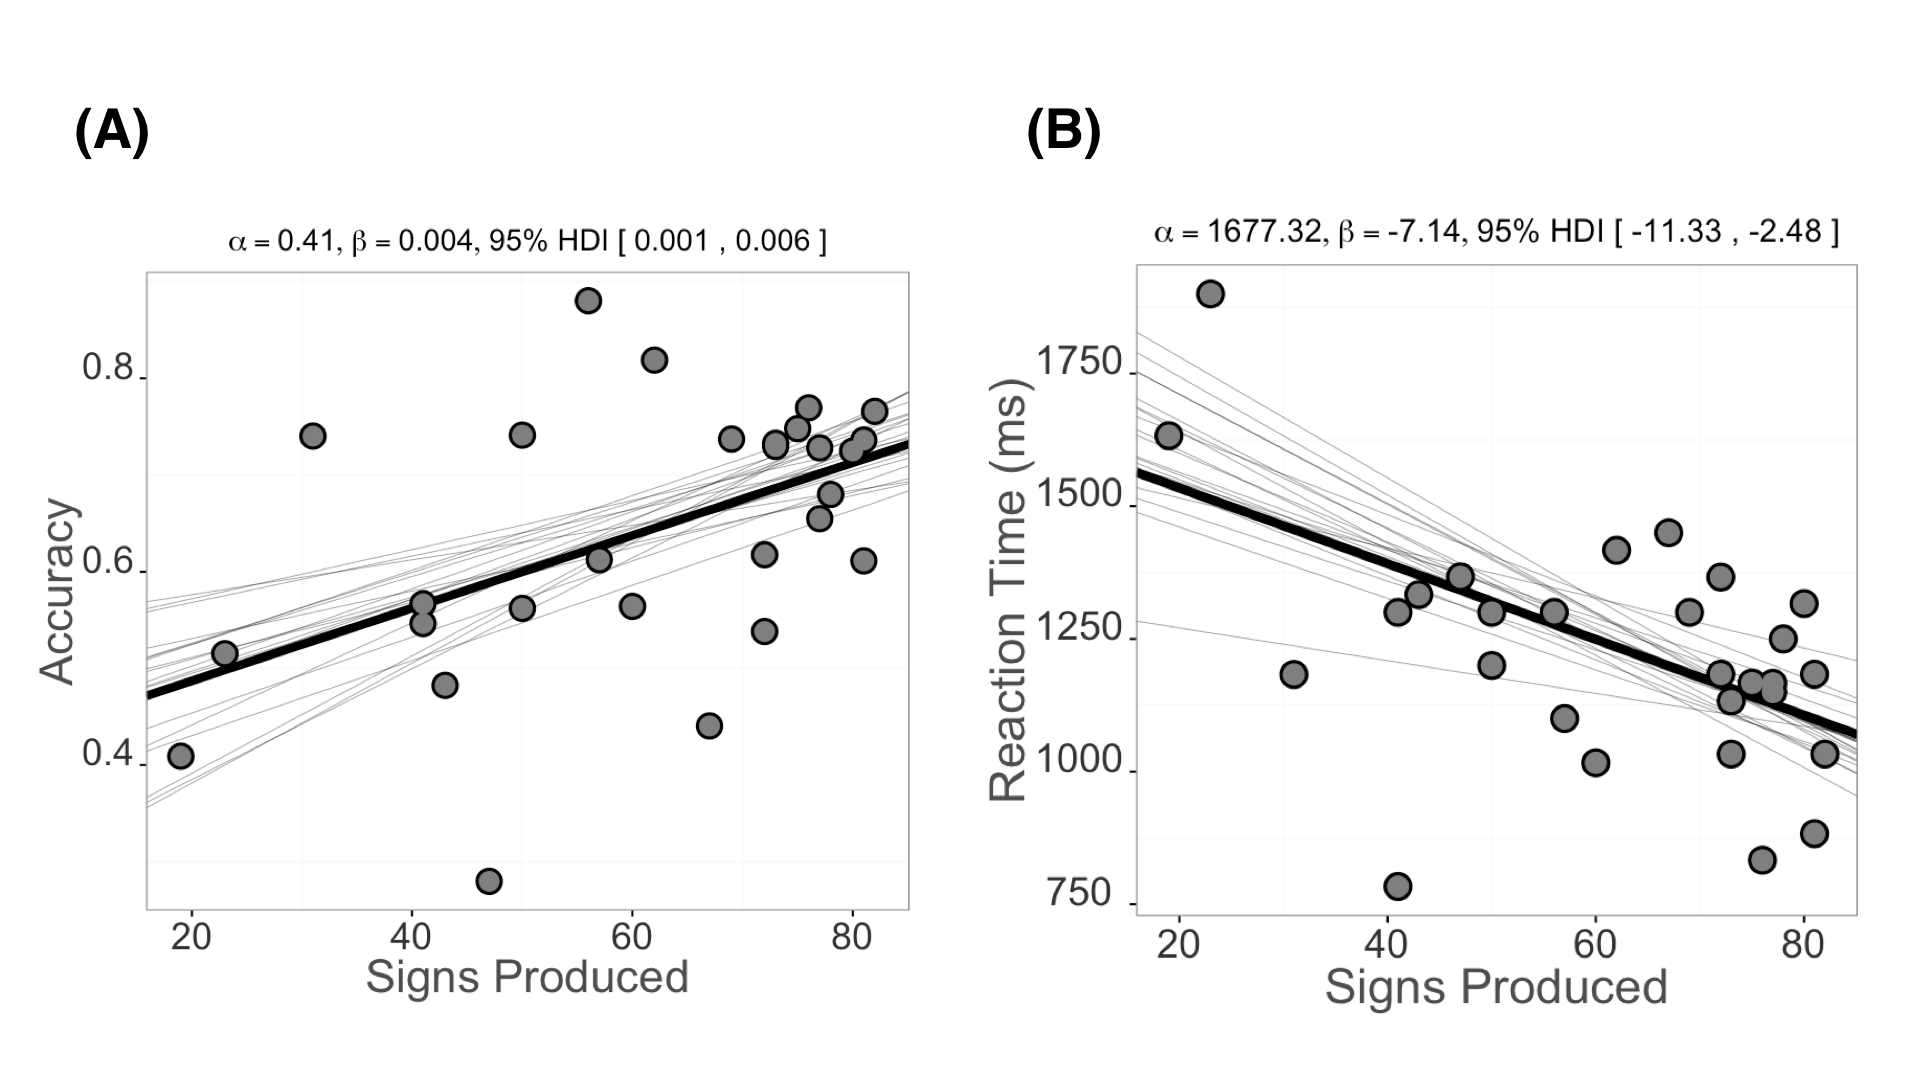 (A)
α = 0.41, β = 0.004, 95% HDI [ 0.001 , 0.006 ]
Accuracy
0.8
0.6
0.4
20 40 60 80
Signs Produced
(B)
α = 1677.32, β = -7.14, 95% HDI [ -11.33 , -2.48 ]
Reaction Time (ms)
1750
1500
1250
1000
750
20 40 60 80
Signs Produced